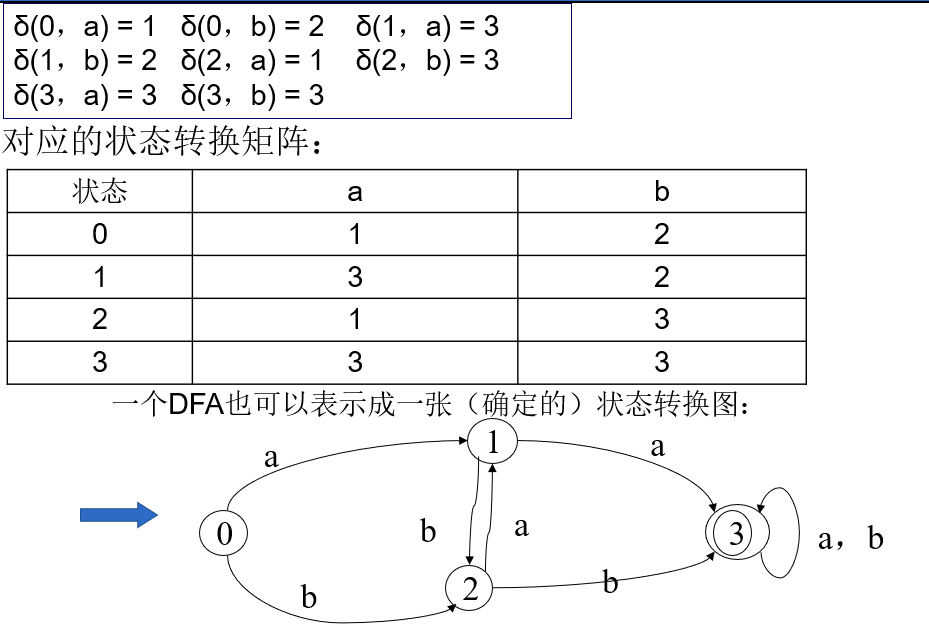 δ(0，a) = 1 δ(0，b) = 2 δ(1，a) = 3
δ(1，b) = 2 δ(2，a) = 1 δ(2，b) = 3
δ(3，a) = 3 δ(3，b) = 3
对应的状态转换矩阵：
状态 a b
0 1 2
1 3 2
2 1 3
3 3 3
一个DFA也可以表示成一张（确定的）状态转换图：
a 1 a
0 b a 3 a，b
b 2 b